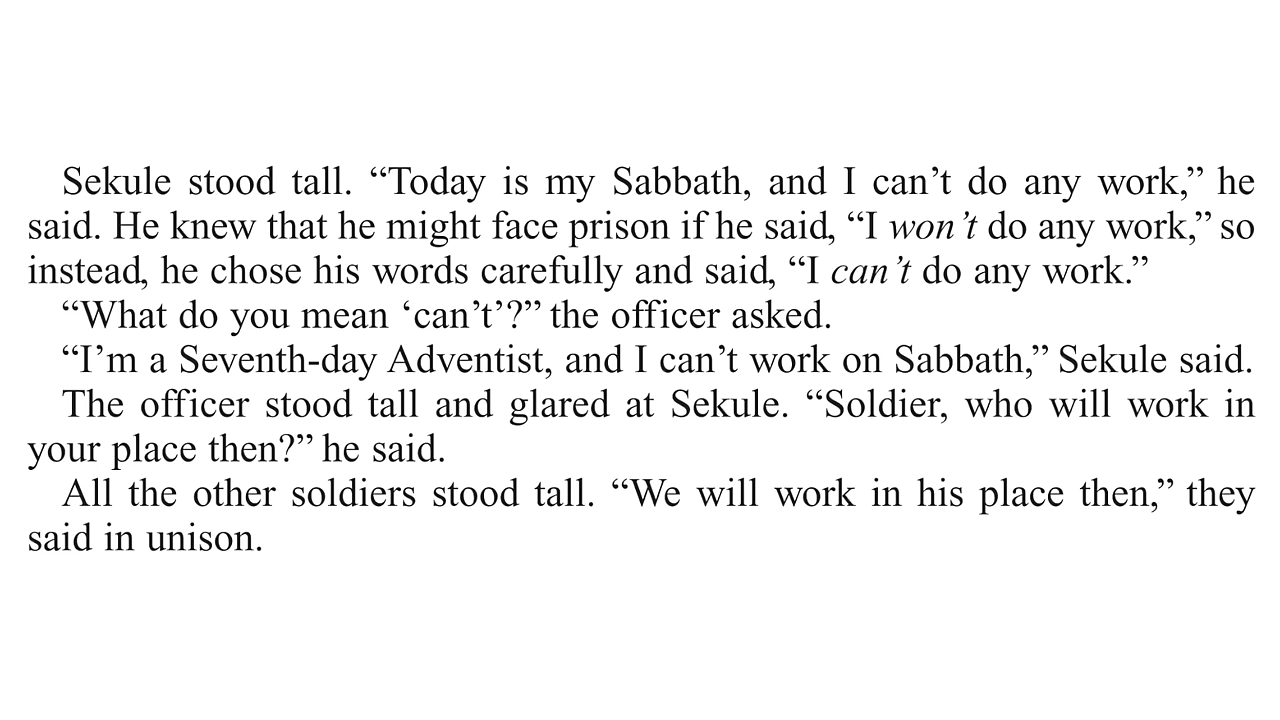 Sekule stood tall. “Today is my Sabbath, and I can’t do any work,” he
said. He knew that he might face prison if he said, “I won’t do any work,” so
instead, he chose his words carefully and said, “I can’t do any work.”
“What do you mean ‘can’t’?” the officer asked.
“I’m a Seventh-day Adventist, and I can’t work on Sabbath,” Sekule said.
The officer stood tall and glared at Sekule. “Soldier, who will work in
your place then?” he said.
All the other soldiers stood tall. “We will work in his place then,” they
said in unison.